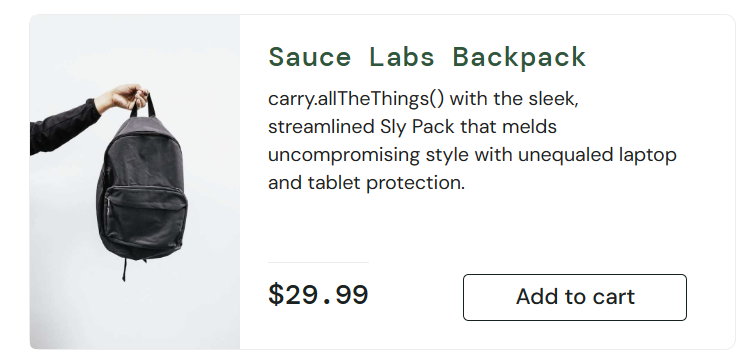 Sauce Labs Backpack
carry.allTheThings() with the sleek,
streamlined Sly Pack that melds
uncompromising style with unequaled laptop
and tablet protection.
$29.99
Add to cart